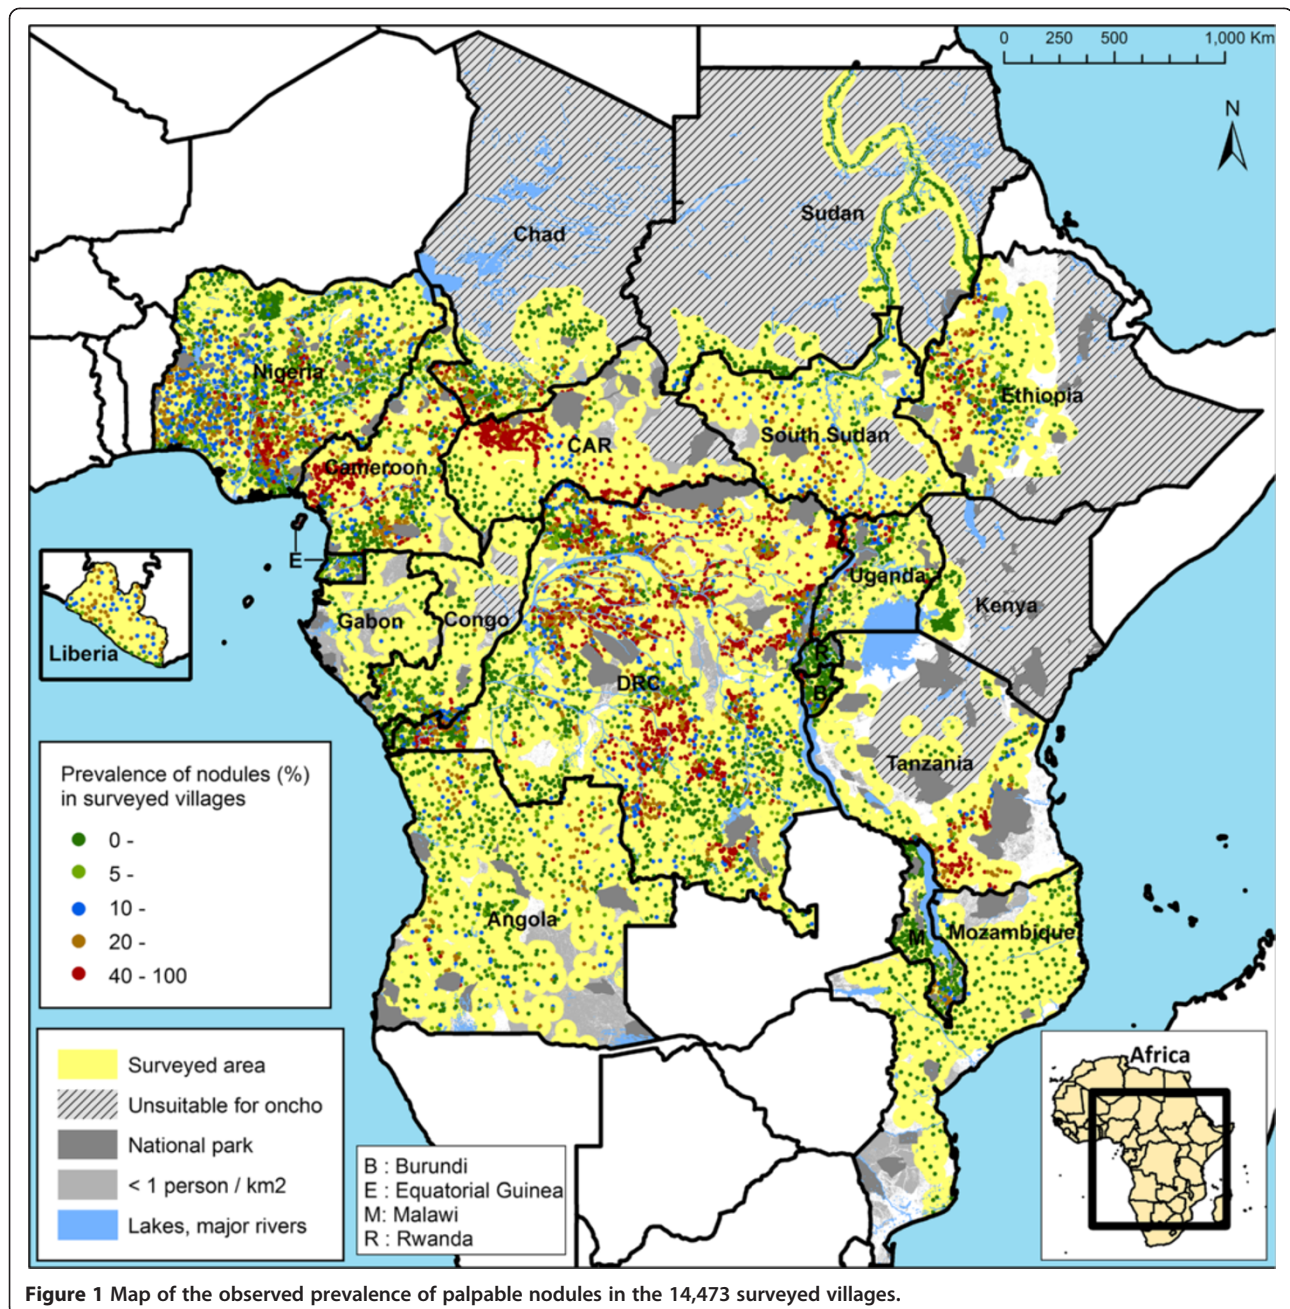 0 250 500 1,000 Km
N
Sudan
Chad
Nigeria
Ethiopia
CAR
South Sudan
Cameroon
E
Uganda
Kenya
Gabon
Congo
R
Liberia
DRC
B
Tanzania
Prevalence of nodules (%)
in surveyed villages
0 -
5 -
10 -
20 -
40 - 100
Angola
M
Mozambique
Surveyed area
Unsuitable for oncho
National park
< 1 person / km2
Lakes, major rivers
B : Burundi
E : Equatorial Guinea
M: Malawi
R : Rwanda
Africa
Figure 1 Map of the observed prevalence of palpable nodules in the 14,473 surveyed villages.